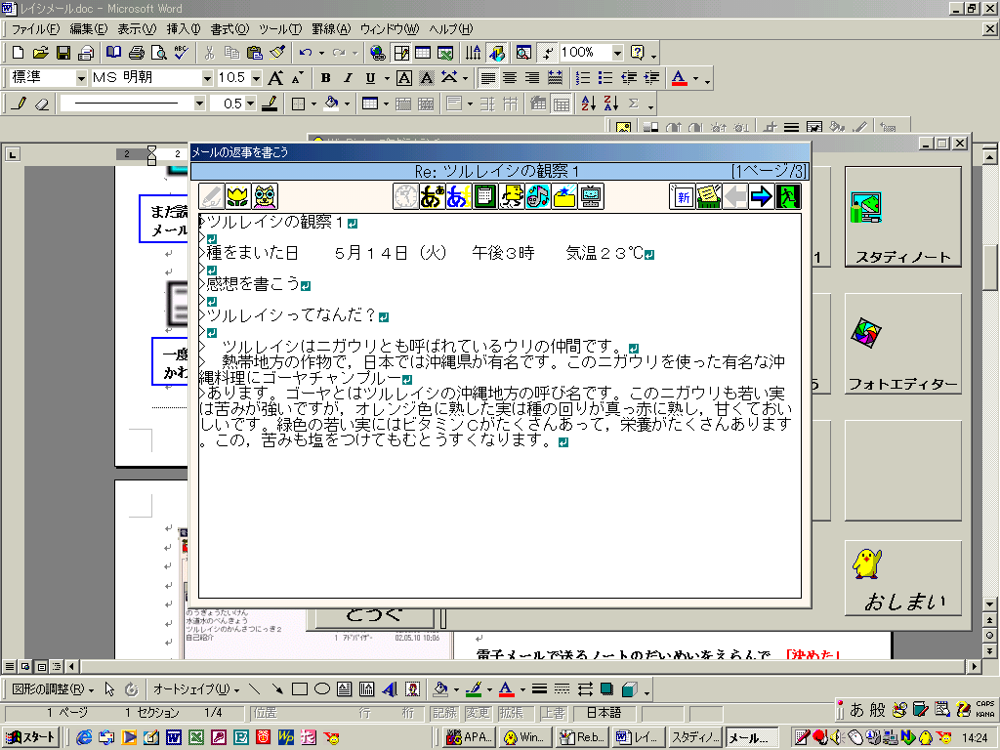 レイシメール.doc - Microsoft Word
ファイル(F) 編集(E) 表示(V) 挿入(I) 書式(O) ツール(T) 罫線(A) ウィンドウ(W) ヘルプ(H)
100%
標準 MS 明朝 10.5
0.5
2 2
メールの返事を書こう
Re: ツルレイシの観察１ [1ページ/3]
新
>ツルレイシの観察１
>
>種をまいた日　　５月１４日（火）　午後３時　　気温２３℃
>
>感想を書こう
>
>ツルレイシってなんだ？
>
>　ツルレイシはニガウリとも呼ばれているウリの仲間です。
>　熱帯地方の作物で，日本では沖縄県が有名です。このニガウリを使った有名な沖
縄料理にゴーヤチャンプルー
>あります。ゴーヤとはツルレイシの沖縄地方の呼び名です。このニガウリも若い実
は苦みが強いですが，オレンジ色に熟した実は種の回りが真っ赤に熟し，甘くておい
しいです。緑色の若い実にはビタミンＣがたくさんあって，栄養がたくさんあります
。この，苦みも塩をつけてもむとうすくなります。
まだ読
メール
一度
かわ
スタディノート
フォトエディター
おしまい
どうぐ
のうぎょうたいけん
水道水のべんきょう
ツルレイシのかんさつにっき２
自己紹介 1 ｱﾄﾞﾊﾞｲｻﾞｰ 02.05.10 10:06
電子メールで送るノートのだいめいをえらんで、「決めた」
図形の調整(R) オートシェイプ(U)
1 ページ 1 セクション 1/4 位置 行 桁 記録 変更 拡張 上書 日本語
あ 般 CAPS KANA
スタート APA... Win... Re:b... レイ... スタディノ... メール... 14:24